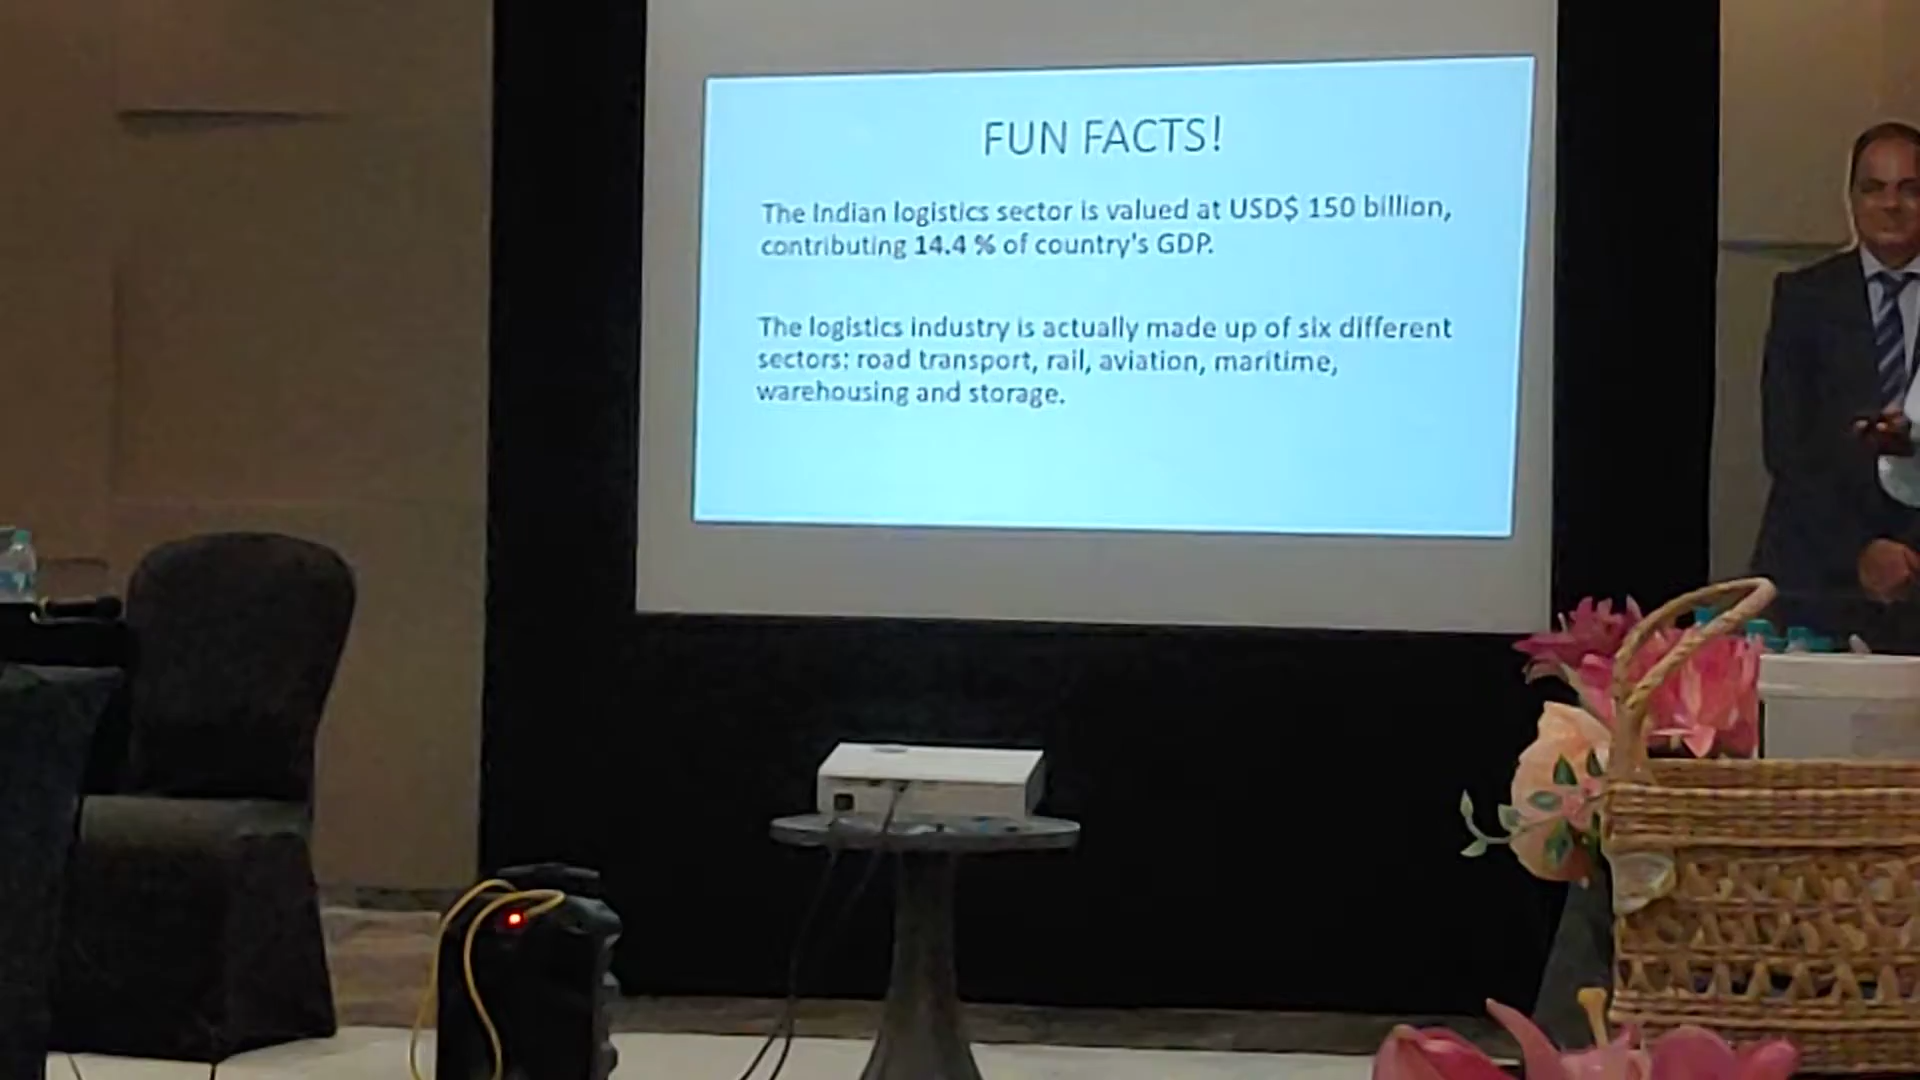 FUN FACTS!
The Indian logistics sector is valued at USD$ 150 billion,
contributing 14.4 % of country's GDP.
The logistics industry is actually made up of six different
sectors: road transport, rail, aviation, maritime,
warehousing and storage.